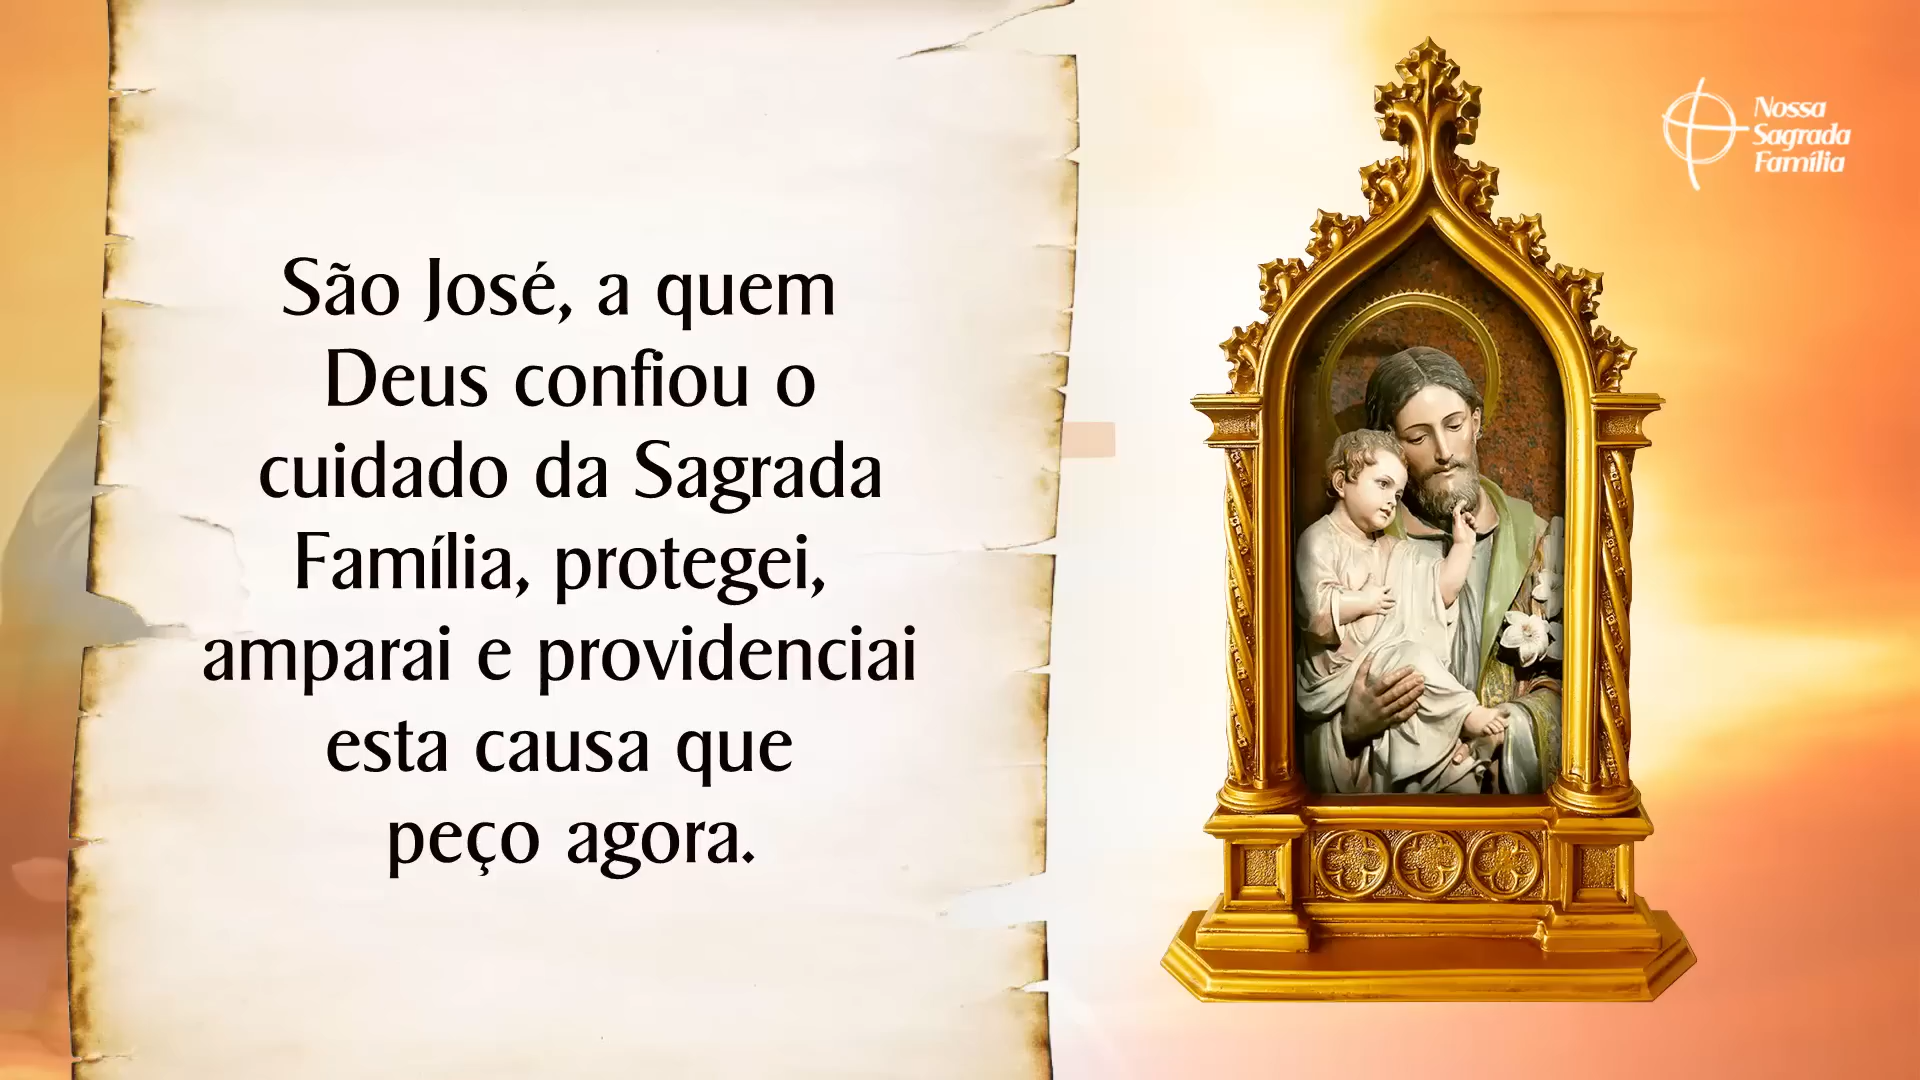 São José, a quem
Deus confiou o
cuidado da Sagrada
Família, protegei,
amparai e providenciai
esta causa que
peço agora.
Nossa
Sagrada
Família